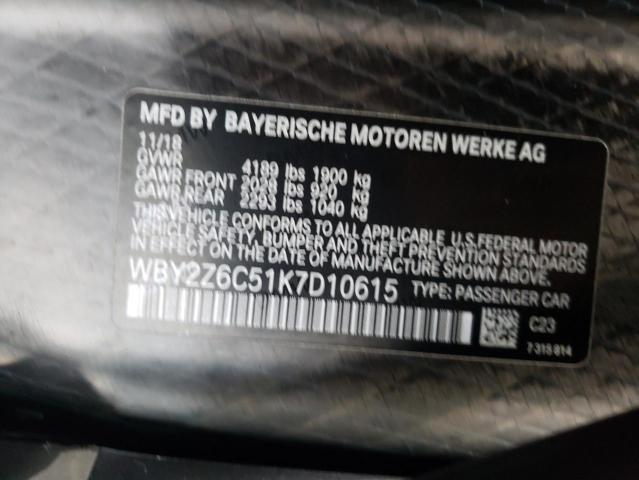 MFD BY BAYERISCHE MOTOREN WERKE AG
11/18
GVWR 4189 lbs 1900 kg
GAWR FRONT 2028 lbs 920 kg
GAWR REAR 2293 lbs 1040 kg
THIS VEHICLE CONFORMS TO ALL APPLICABLE U.S. FEDERAL MOTOR
VEHICLE SAFETY, BUMPER AND THEFT PREVENTION STANDARDS
IN EFFECT ON THE DATE OF MANUFACTURE SHOWN ABOVE.
WBY2Z6C51K7D10615 TYPE: PASSENGER CAR
C23
7 315 814